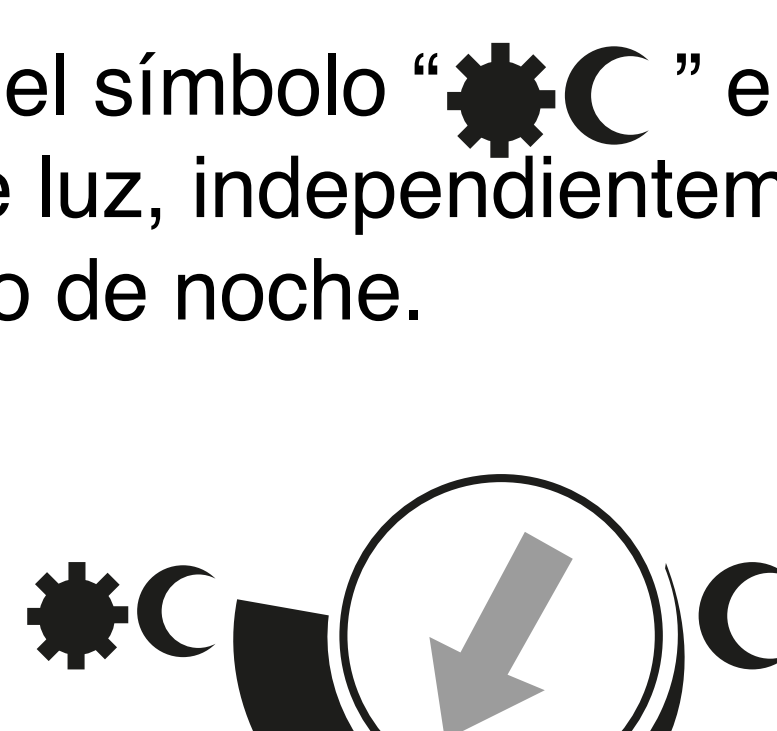 el símbolo “ ” e
e luz, independientem
o de noche.